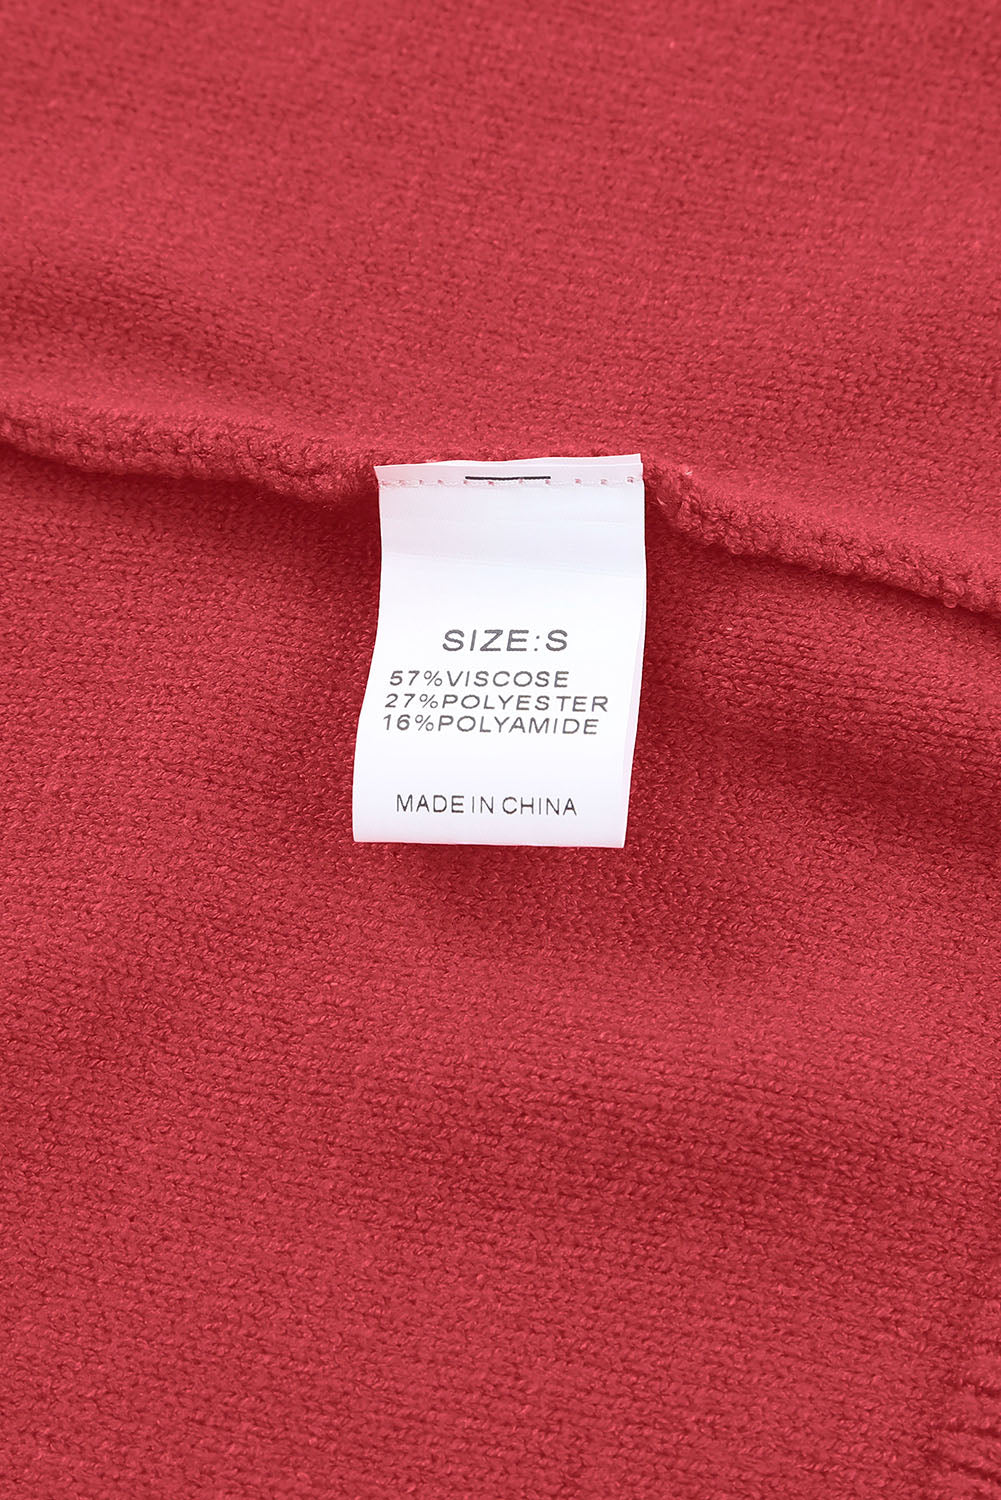 SIZE:S
57%VISCOSE
27%POLYESTER
16%POLYAMIDE
MADE IN CHINA